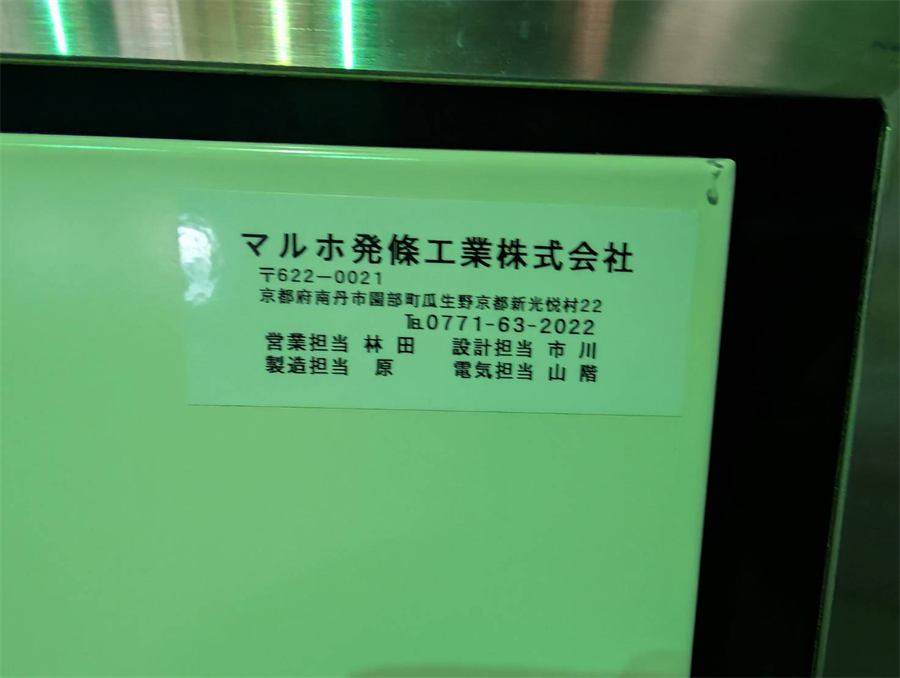 マルホ発條工業株式会社
〒622-0021
京都府南丹市園部町瓜生野京都新光悦村22
℡0771-63-2022
営業担当 林 田 設計担当 市 川
製造担当 原 電気担当 山 階